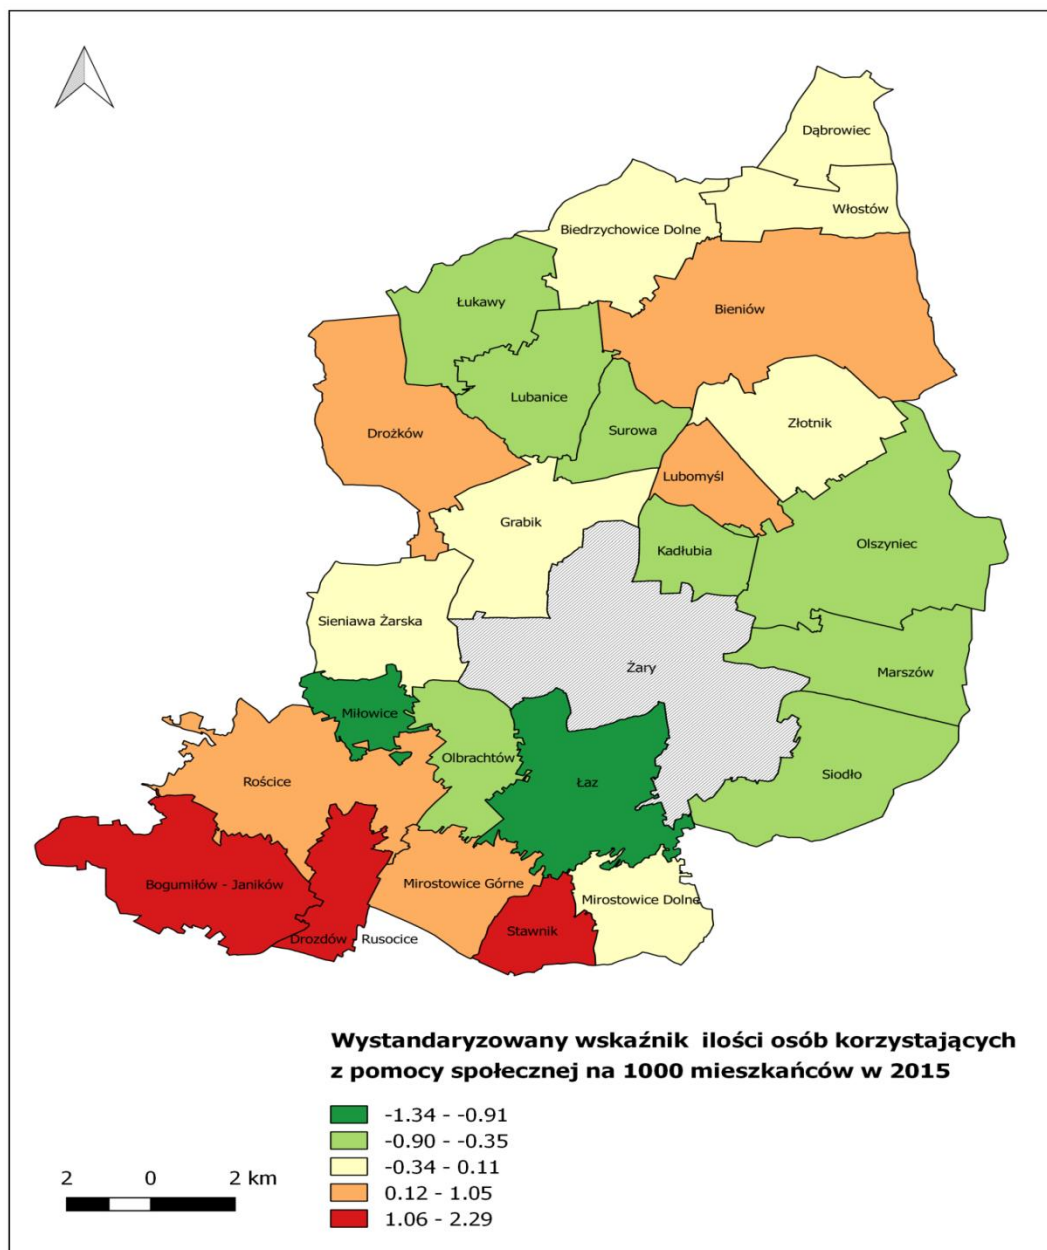 Dąbrowiec
Włostów
Biedrzychowice Dolne
Łukawy
Bieniów
Lubanice
Złotnik
Surowa
Drożków
Lubomyśl
Grabik
Olszyniec
Kadłubia
Sieniawa Żarska
Żary
Marszów
Miłowice
Olbrachtów
Siodło
Rościce
Łaz
Bogumiłów - Janików
Mirostowice Górne
Mirostowice Dolne
Stawnik
Drozdów
Rusocice
Wystandaryzowany wskaźnik ilości osób korzystających
z pomocy społecznej na 1000 mieszkańców w 2015
-1.34 - -0.91
-0.90 - -0.35
-0.34 - 0.11
0.12 - 1.05
1.06 - 2.29
2 0 2 km